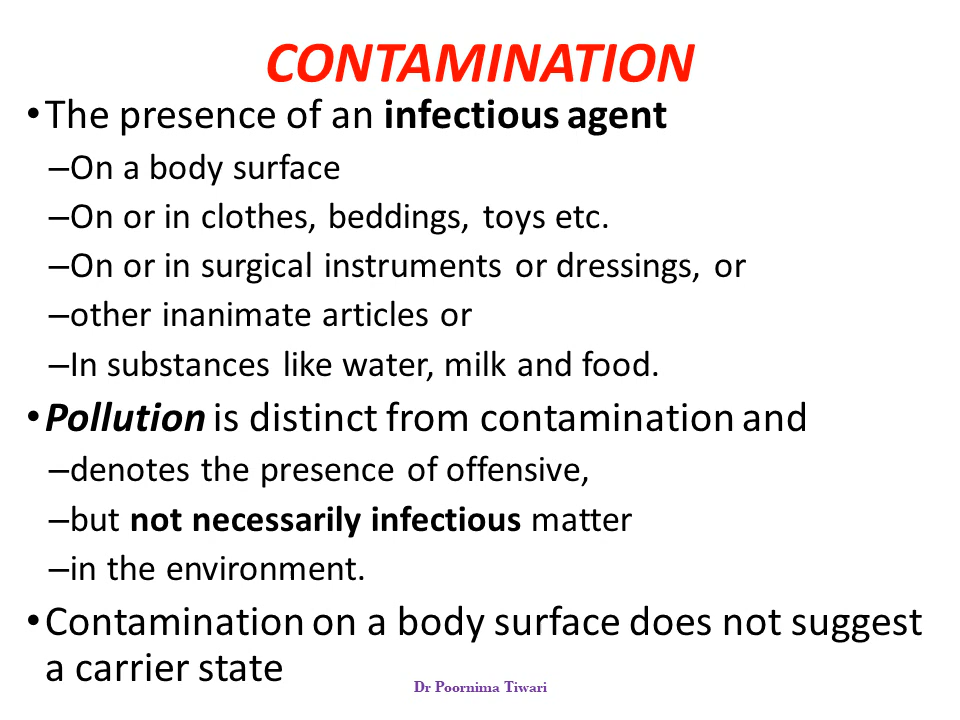 CONTAMINATION
• The presence of an infectious agent
– On a body surface
– On or in clothes, beddings, toys etc.
– On or in surgical instruments or dressings, or
– other inanimate articles or
– In substances like water, milk and food.
• Pollution is distinct from contamination and
– denotes the presence of offensive,
– but not necessarily infectious matter
– in the environment.
• Contamination on a body surface does not suggest
a carrier state
Dr Poornima Tiwari